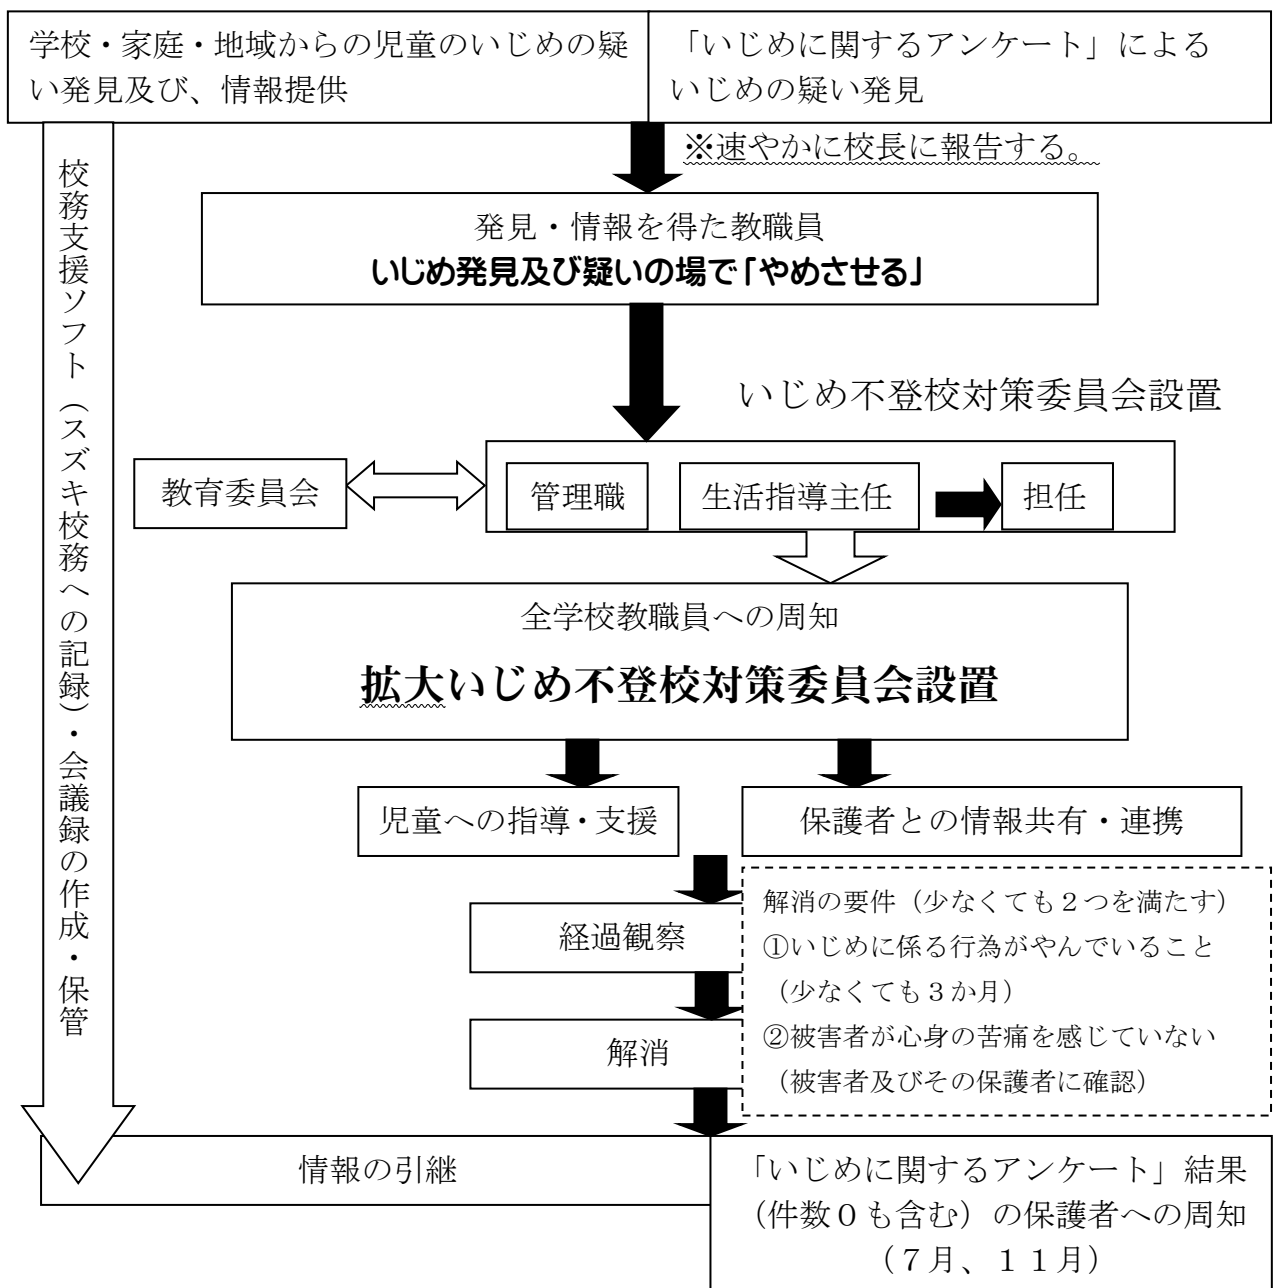 学校・家庭・地域からの児童のいじめの疑
い発見及び、情報提供
「いじめに関するアンケート」による
いじめの疑い発見
※速やかに校長に報告する。
校務支援ソフト（スズキ校務への記録）・会議録の作成・保管
発見・情報を得た教職員
いじめ発見及び疑いの場で「やめさせる」
いじめ不登校対策委員会設置
教育委員会
管理職
生活指導主任
担任
全学校教職員への周知
拡大いじめ不登校対策委員会設置
児童への指導・支援
保護者との情報共有・連携
経過観察
解消の要件（少なくても２つを満たす）
①いじめに係る行為がやんでいること
（少なくても３か月）
②被害者が心身の苦痛を感じていない
（被害者及びその保護者に確認）
解消
情報の引継
「いじめに関するアンケート」結果
（件数０も含む）の保護者への周知
（７月、１１月）